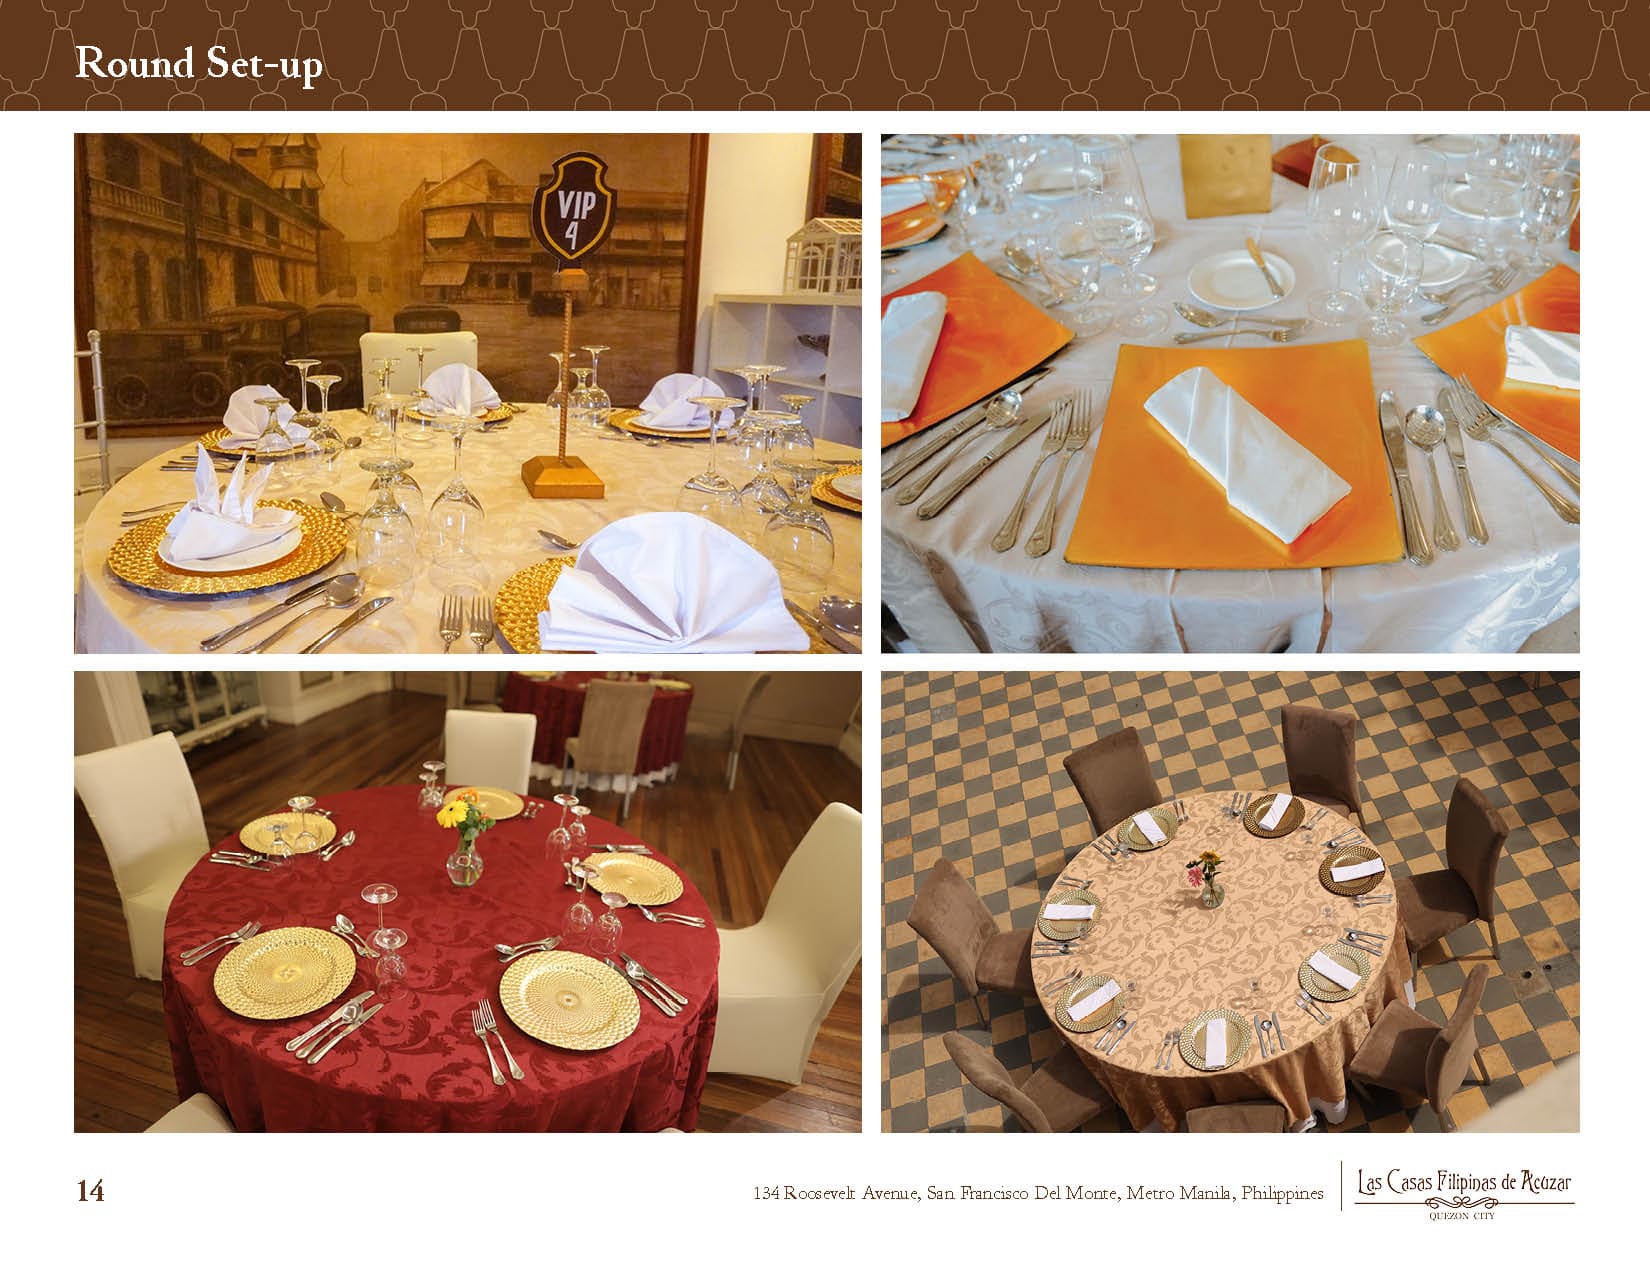 Round Set-up
VIP
4
14
134 Roosevelt Avenue, San Francisco Del Monte, Metro Manila, Philippines
Las Casas Filipinas de Acúzar
QUEZON CITY